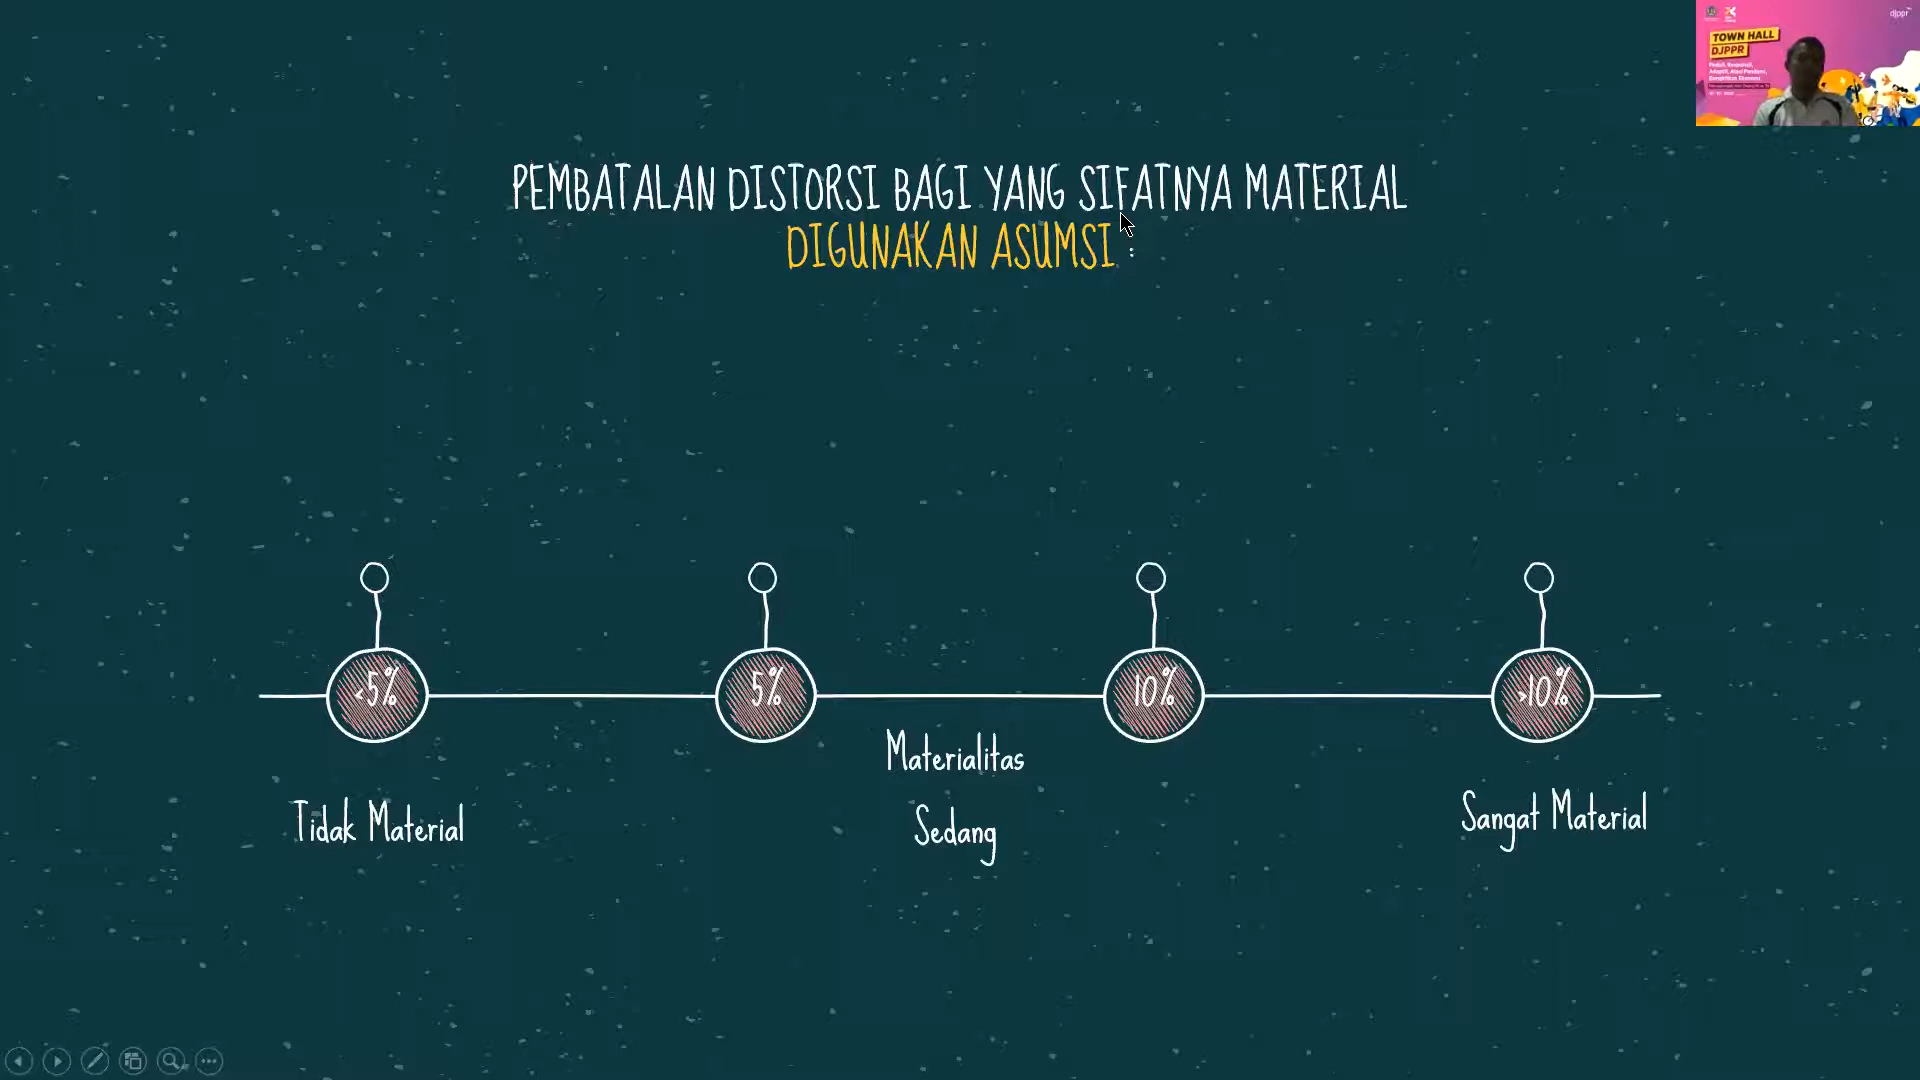 TOWN HALL
DJPPR
djppr
PEMBATALAN DISTORSI BAGI YANG SIFATNYA MATERIAL
DIGUNAKAN ASUMSI :
<5%
5%
10%
>10%
Tidak Material
Materialitas
Sedang
Sangat Material